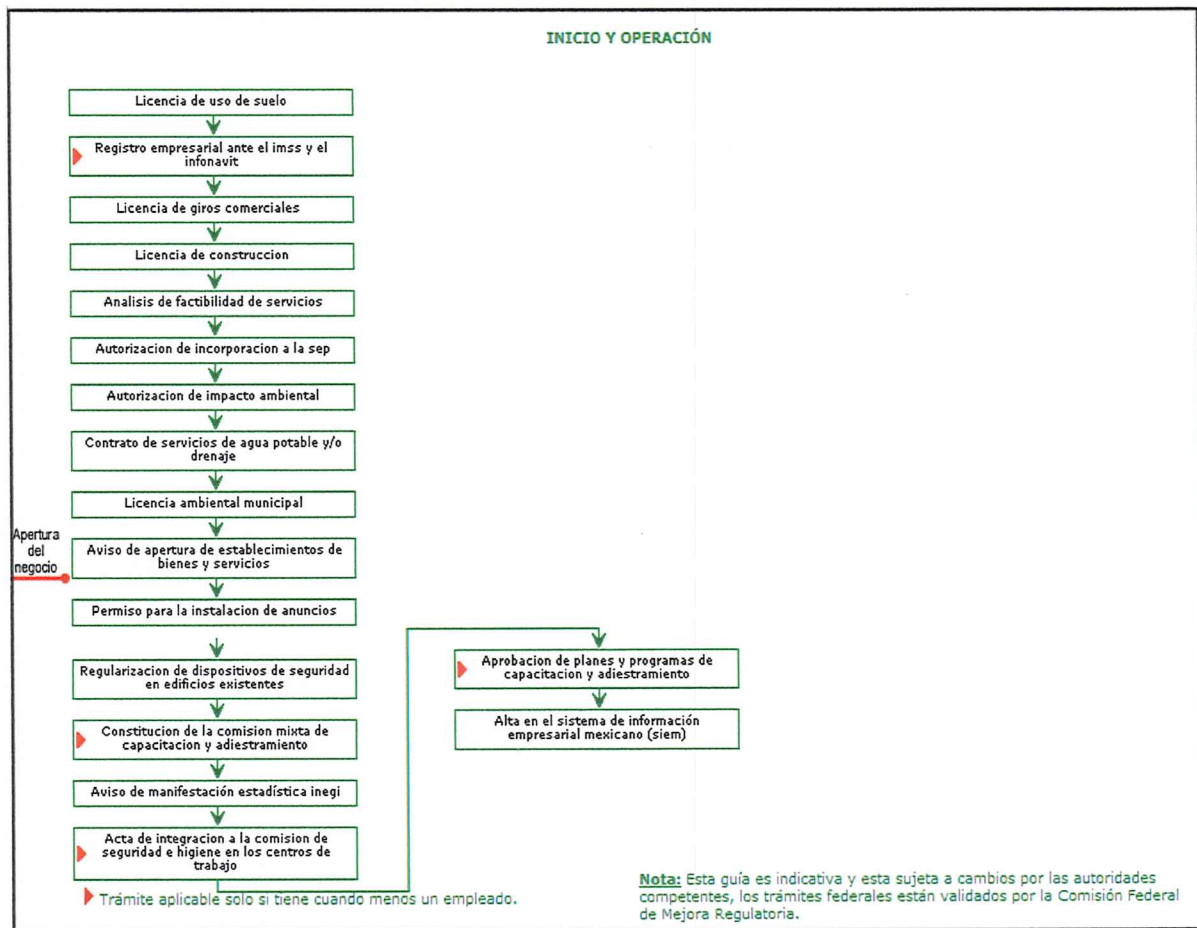 INICIO Y OPERACIÓN
Licencia de uso de suelo
Registro empresarial ante el imss y el
infonavit
Licencia de giros comerciales
Licencia de construccion
Analisis de factibilidad de servicios
Autorizacion de incorporacion a la sep
Autorizacion de impacto ambiental
Contrato de servicios de agua potable y/o
drenaje
Licencia ambiental municipal
Apertura
del
negocio
Aviso de apertura de establecimientos de
bienes y servicios
Permiso para la instalacion de anuncios
Regularizacion de dispositivos de seguridad
en edificios existentes
Constitucion de la comision mixta de
capacitacion y adiestramiento
Aviso de manifestación estadística inegi
Acta de integracion a la comision de
seguridad e higiene en los centros de
trabajo
Aprobacion de planes y programas de
capacitacion y adiestramiento
Alta en el sistema de información
empresarial mexicano (siem)
Trámite aplicable solo si tiene cuando menos un empleado.
Nota: Esta guía es indicativa y esta sujeta a cambios por las autoridades
competentes, los trámites federales están validados por la Comisión Federal
de Mejora Regulatoria.